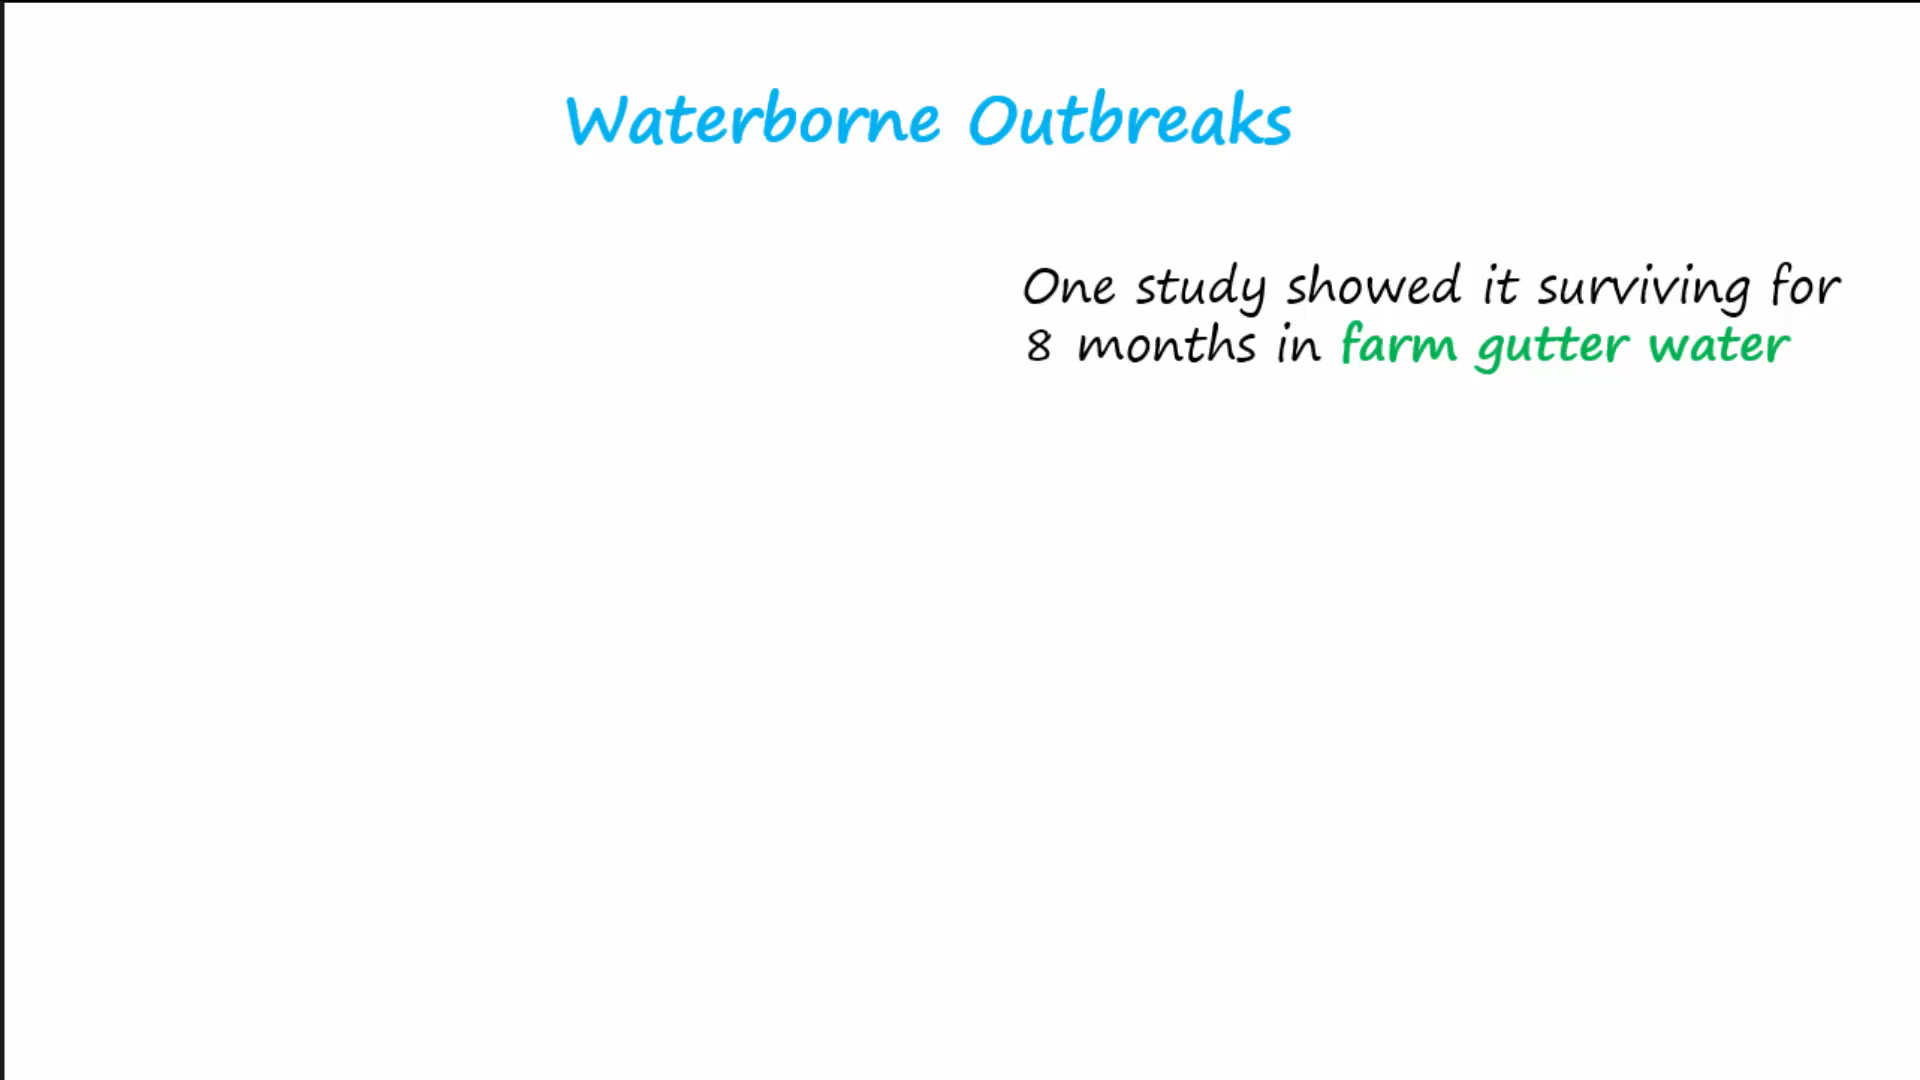 Waterborne Outbreaks
One study showed it surviving for
8 months in farm gutter water